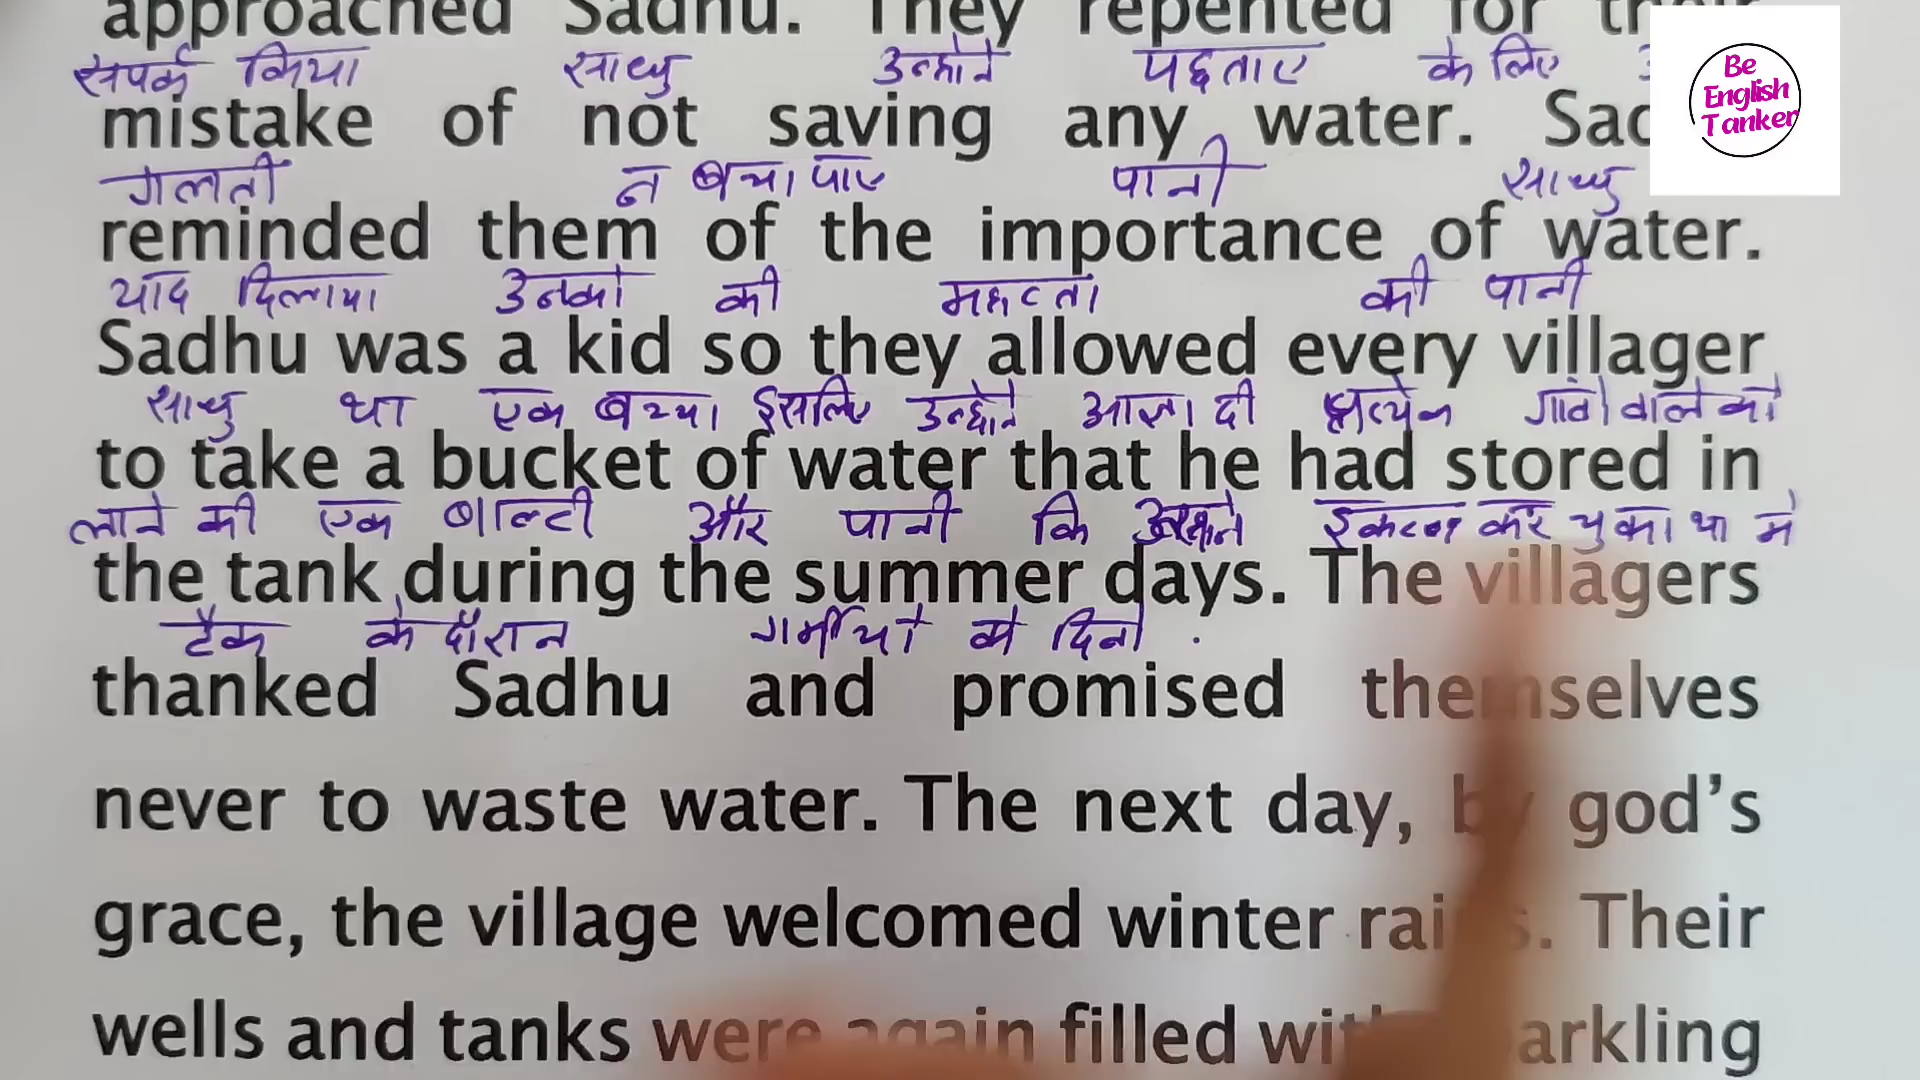 approached Sadhu. They repented for their
संपर्क किया साधु उन्होने पछताए के लिए
mistake of not saving any water. Sad
गलती न बचा पाए पानी साधु
reminded them of the importance of water.
याद दिलाया उनको की महत्ता की पानी
Sadhu was a kid so they allowed every villager
साधु था एक बच्चा इसलिए उन्होने आज्ञा दी प्रत्येक गांव वाले को
to take a bucket of water that he had stored in
लाने की एक बाल्टी और पानी कि उसने कर चुका था मे
the tank during the summer days. The villagers
टैंक के दौरान गर्मीयो के दिनो .
thanked Sadhu and promised themselves
never to waste water. The next day, by god's
grace, the village welcomed winter rains. Their
wells and tanks were again filled with sparkling
Be
English
Tanker